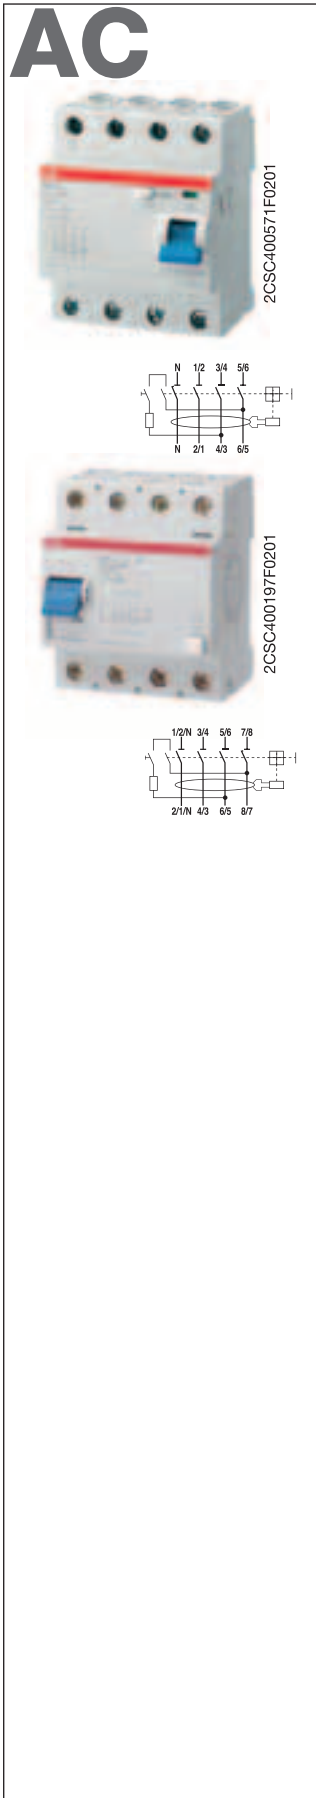 AC
2CSC400571F0201
N 1/2 3/4 5/6
N 2/1 4/3 6/5
2CSC400197F0201
1/2/N 3/4 5/6 7/8
2/1/N 4/3 6/5 8/7